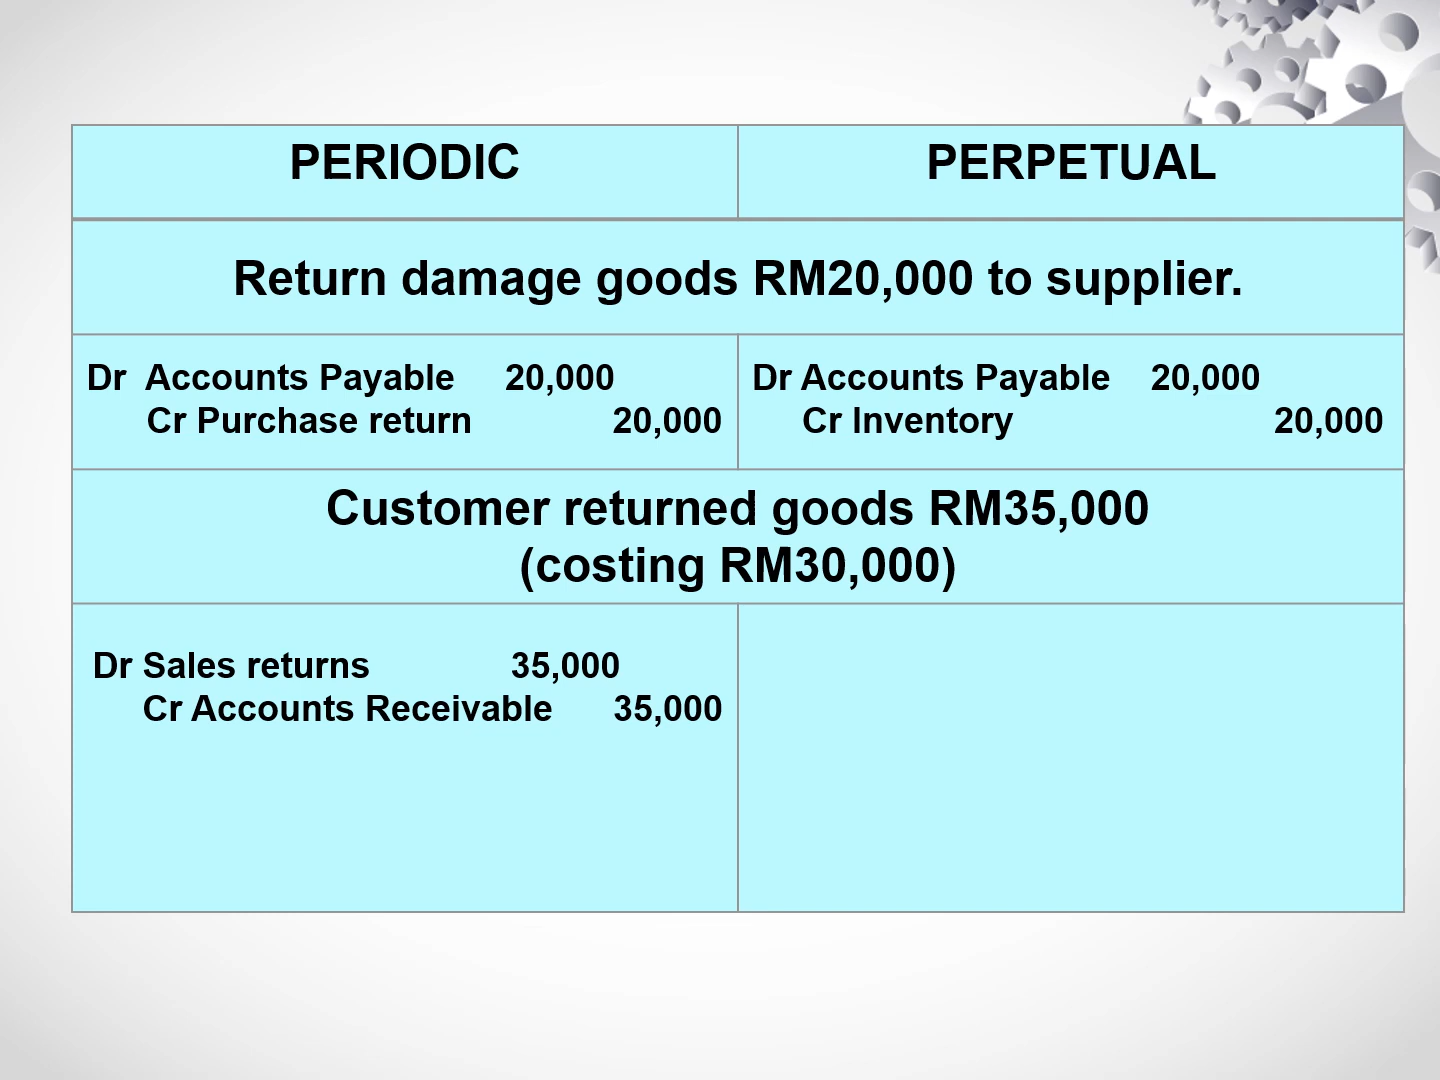 PERIODIC PERPETUAL
Return damage goods RM20,000 to supplier.
Dr Accounts Payable 20,000
Cr Purchase return 20,000
Dr Accounts Payable 20,000
Cr Inventory 20,000
Customer returned goods RM35,000
(costing RM30,000)
Dr Sales returns 35,000
Cr Accounts Receivable 35,000